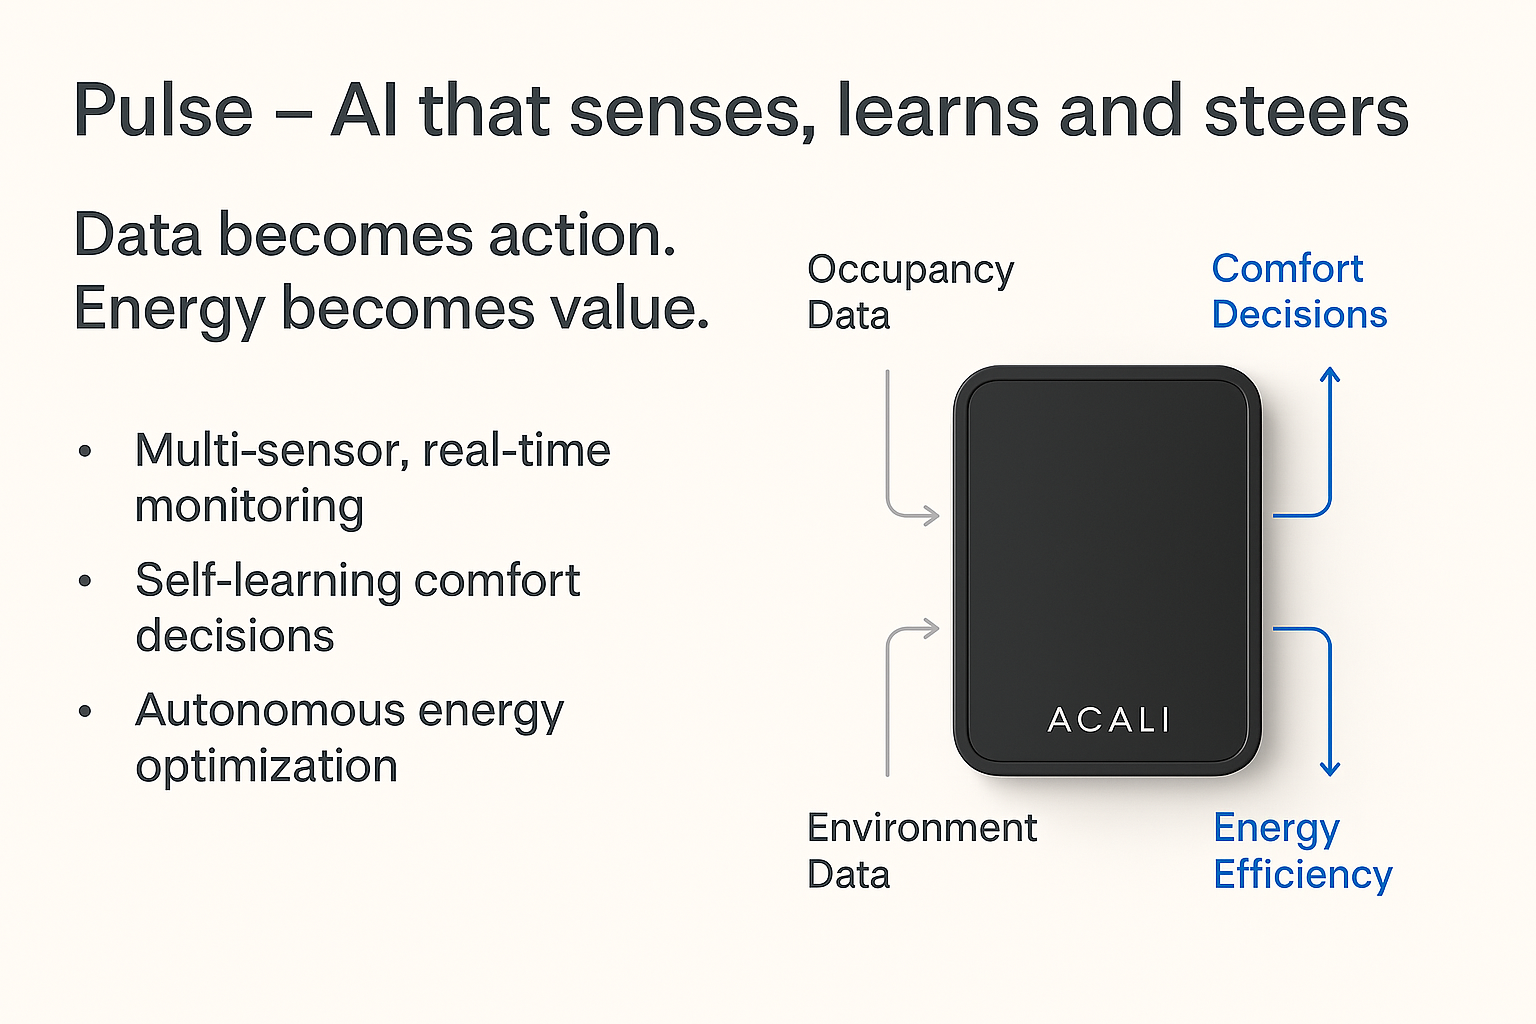 Pulse – AI that senses, learns and steers
Data becomes action.
Energy becomes value.
• Multi-sensor, real-time
monitoring
• Self-learning comfort
decisions
• Autonomous energy
optimization
Occupancy
Data
Comfort
Decisions
ACALI
Environment
Data
Energy
Efficiency